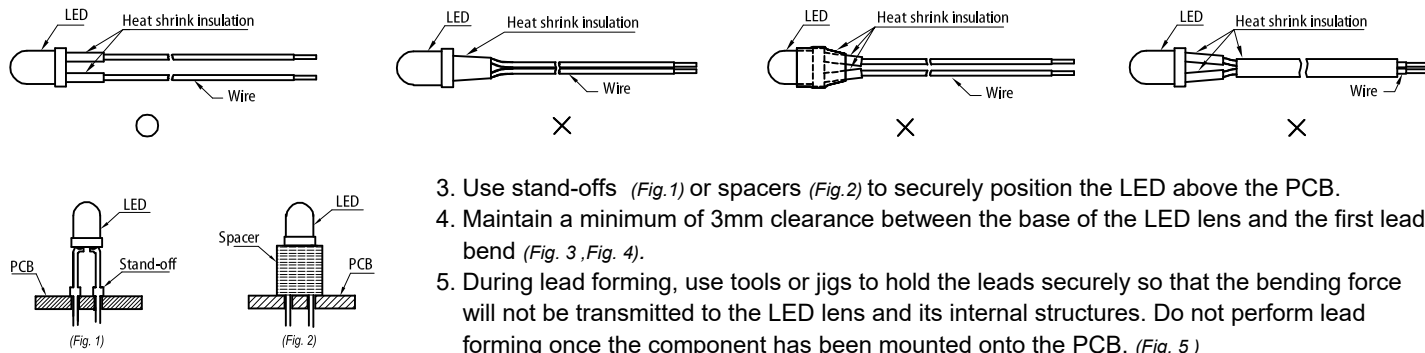 LED
Heat shrink insulation
Wire
LED
Heat shrink insulation
Wire
LED
Heat shrink insulation
Wire
LED
Heat shrink insulation
Wire
LED
PCB
Stand-off
(Fig. 1)
LED
Spacer
PCB
(Fig. 2)
3. Use stand-offs (Fig.1) or spacers (Fig.2) to securely position the LED above the PCB.
4. Maintain a minimum of 3mm clearance between the base of the LED lens and the first lead
bend (Fig. 3 ,Fig. 4).
5. During lead forming, use tools or jigs to hold the leads securely so that the bending force
will not be transmitted to the LED lens and its internal structures. Do not perform lead
forming once the component has been mounted onto the PCB. (Fig. 5 )